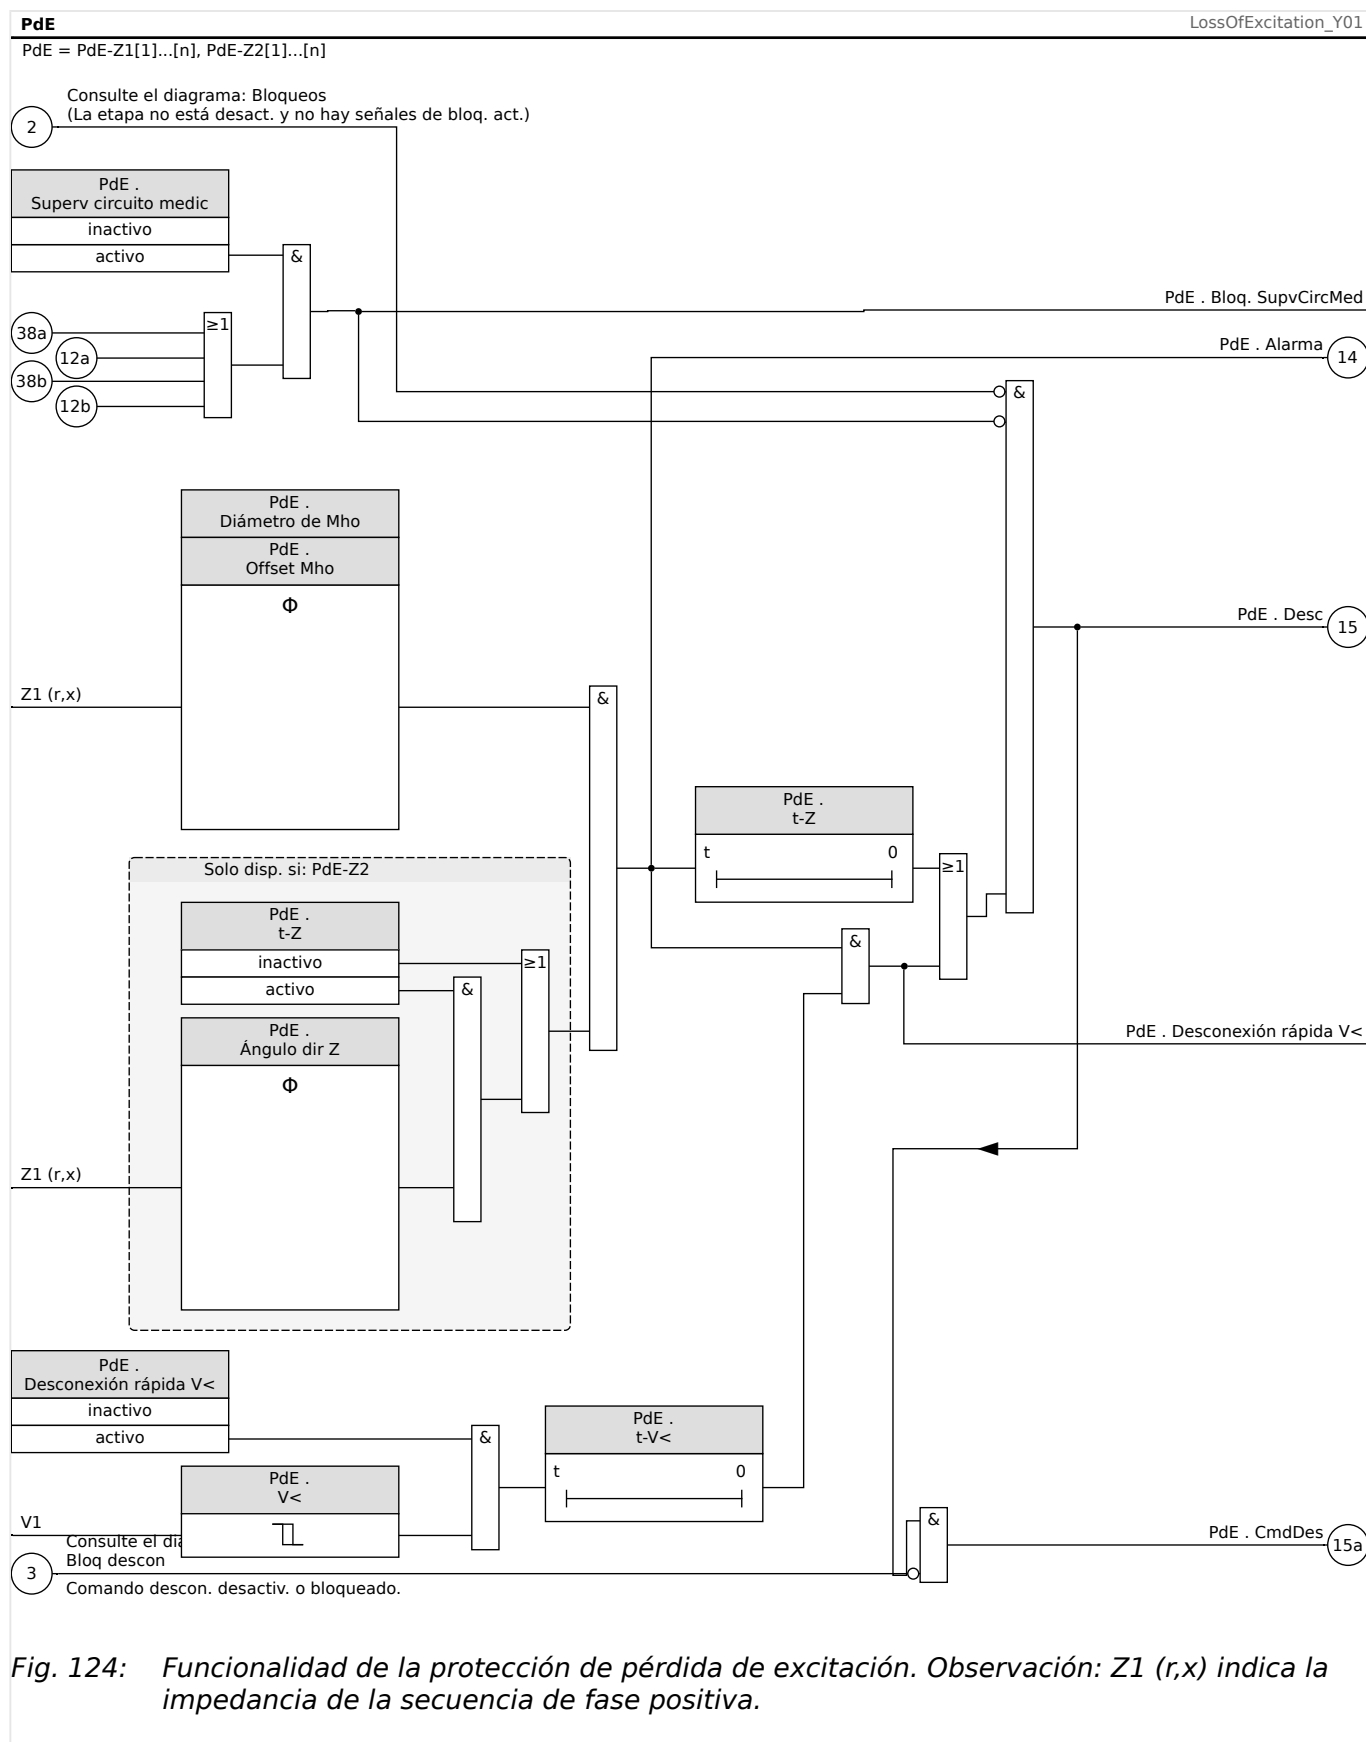 PdE
LossOfExcitation_Y01
PdE = PdE-Z1[1]...[n], PdE-Z2[1]...[n]
Consulte el diagrama: Bloqueos
(La etapa no está desact. y no hay señales de bloq. act.)
2
PdE .
Superv circuito medic
inactivo
activo
&
PdE . Bloq. SupvCircMed
38a
≥1
12a
38b
12b
PdE . Alarma
14
&
PdE .
Diámetro de Mho
PdE .
Offset Mho
Φ
PdE . Desc
15
Z1 (r,x)
&
PdE .
t-Z
t
0
≥1
&
Solo disp. si: PdE-Z2
PdE .
t-Z
inactivo
activo
≥1
&
PdE .
Ángulo dir Z
Φ
PdE . Desconexión rápida V<
Z1 (r,x)
PdE .
Desconexión rápida V<
inactivo
activo
&
PdE .
t-V<
t
0
PdE .
V<
V1
Consulte el
Bloq descon
3
Comando descon. desactiv. o bloqueado.
&
PdE . CmdDes
15a
Fig. 124: Funcionalidad de la protección de pérdida de excitación. Observación: Z1 (r,x) indica la
impedancia de la secuencia de fase positiva.